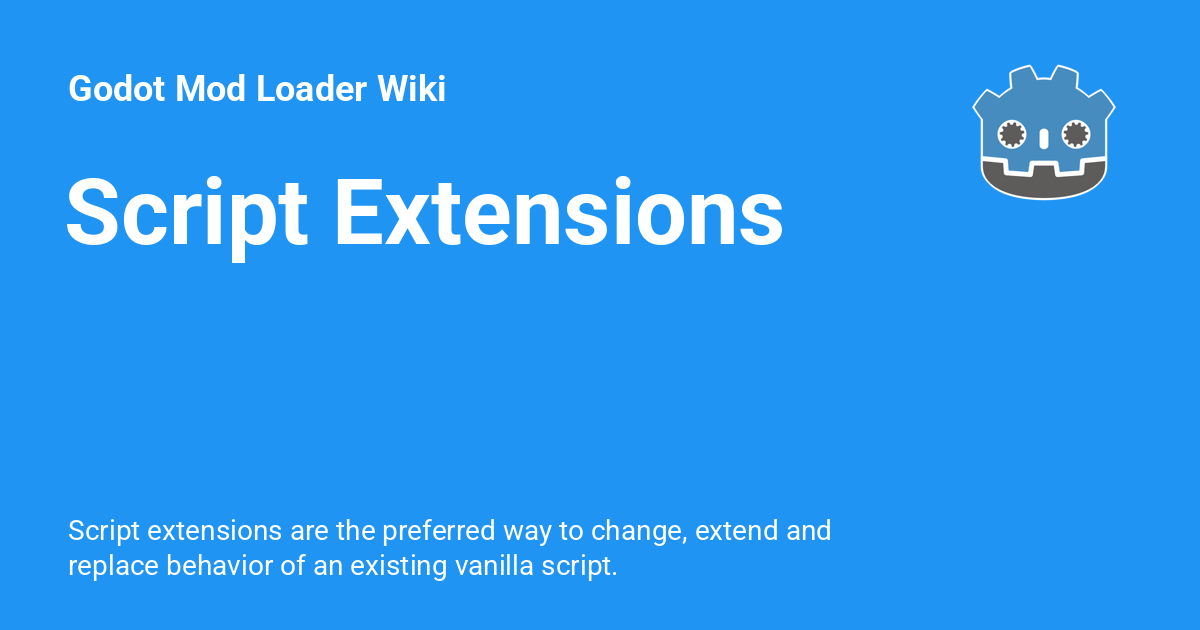 Godot Mod Loader Wiki
Script Extensions
Script extensions are the preferred way to change, extend and
replace behavior of an existing vanilla script.